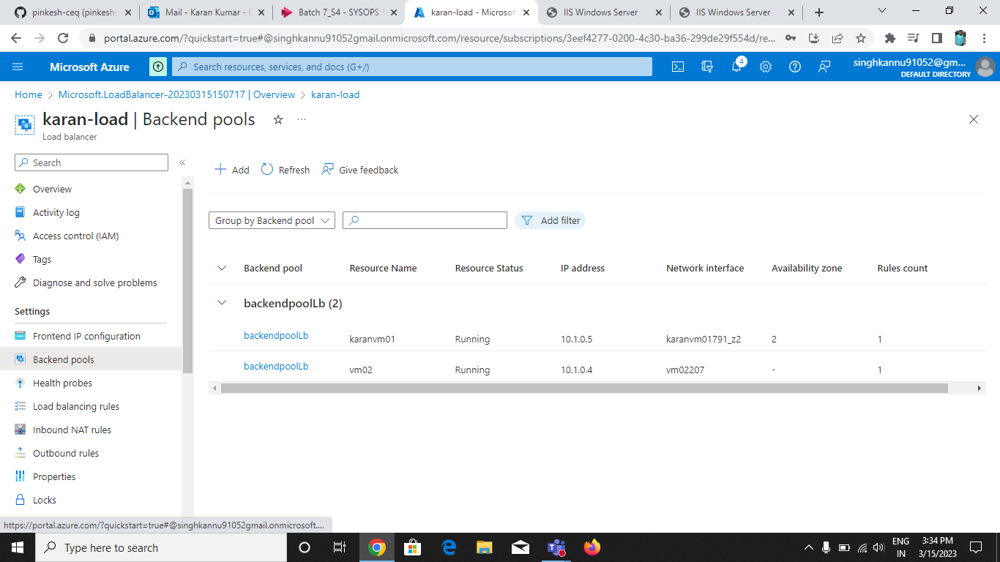 pinkesh-ceq (pinkesh-
Mail - Karan Kumar - 
Batch 7_S4 - SYSOPS
karan-load - Microsof
IIS Windows Server
IIS Windows Server
portal.azure.com/?quickstart=true#@singhkannu91052gmail.onmicrosoft.com/resource/subscriptions/3eef4277-0200-4c30-ba36-299de29f554d/re...
Microsoft Azure
Search resources, services, and docs (G+/)
4
singhkannu91052@gm...
DEFAULT DIRECTORY
Home > Microsoft.LoadBalancer-20230315150717 | Overview > karan-load
karan-load | Backend pools
Load balancer
Search
Overview
Activity log
Access control (IAM)
Tags
Diagnose and solve problems
Settings
Frontend IP configuration
Backend pools
Health probes
Load balancing rules
Inbound NAT rules
Outbound rules
Properties
Locks
Add Refresh Give feedback
Group by Backend pool Add filter
Backend pool Resource Name Resource Status IP address Network interface Availability zone Rules count
backendpoolLb (2)
backendpoolLb karanvm01 Running 10.1.0.5 karanvm01791_z2 2 1
backendpoolLb vm02 Running 10.1.0.4 vm02207 - 1
https://portal.azure.com/?quickstart=true#@singhkannu91052gmail.onmicrosoft....
Type here to search
ENG
IN
3:34 PM
3/15/2023